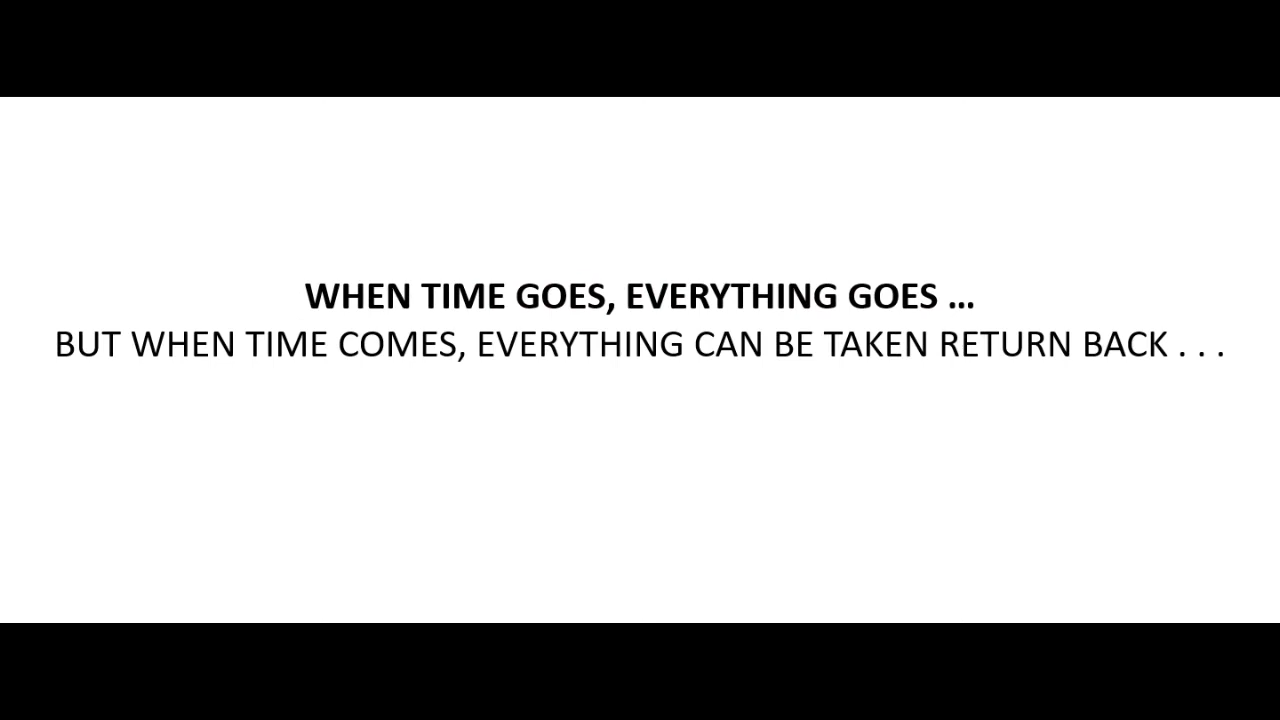 WHEN TIME GOES, EVERYTHING GOES ...
BUT WHEN TIME COMES, EVERYTHING CAN BE TAKEN RETURN BACK . . .